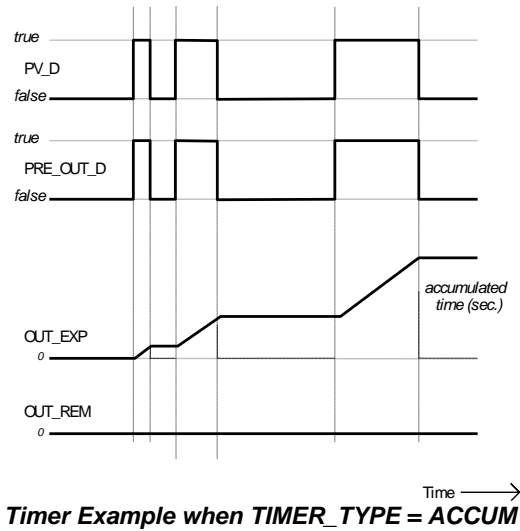 true
PV_D
false
true
PRE_OUT_D
false
accumulated
time (sec.)
OUT_EXP
0
OUT_REM
0
Time
Timer Example when TIMER_TYPE = ACCUM